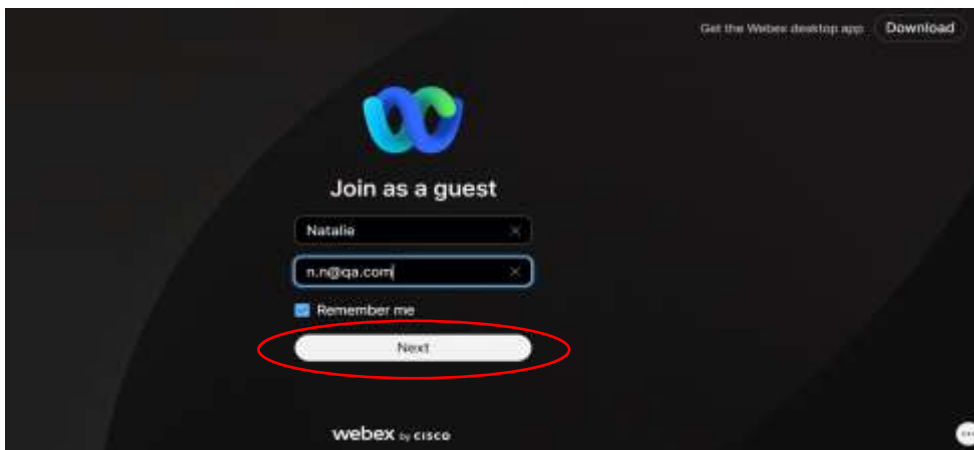 Get the Webex desktop app Download
Join as a guest
Natalie
n.n@qa.com
Remember me
Next
webex by CISCO